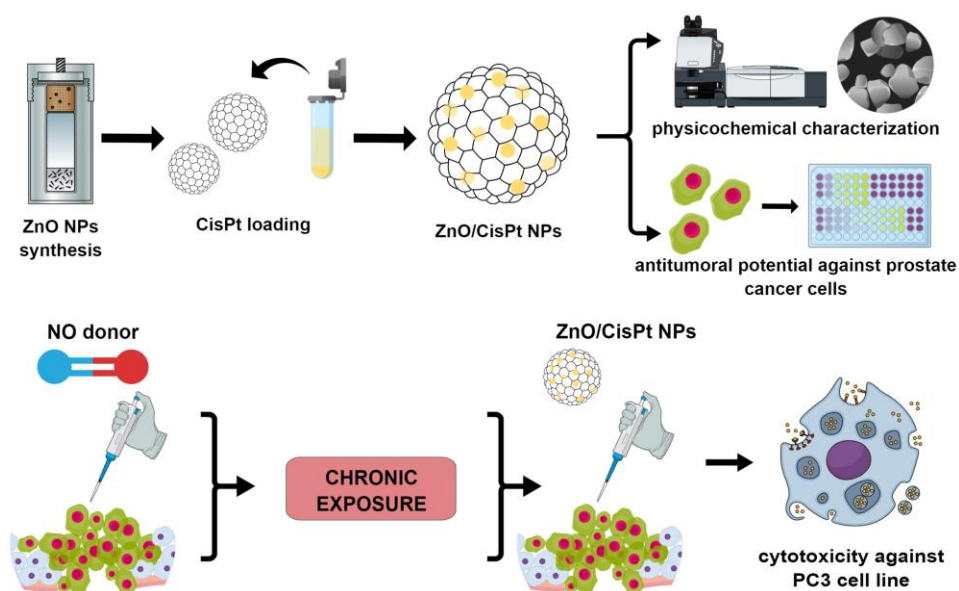 ZnO NPs
synthesis
CisPt loading
ZnO/CisPt NPs
physicochemical characterization
antitumoral potential against prostate
cancer cells
NO donor
CHRONIC
EXPOSURE
ZnO/CisPt NPs
cytotoxicity against
PC3 cell line